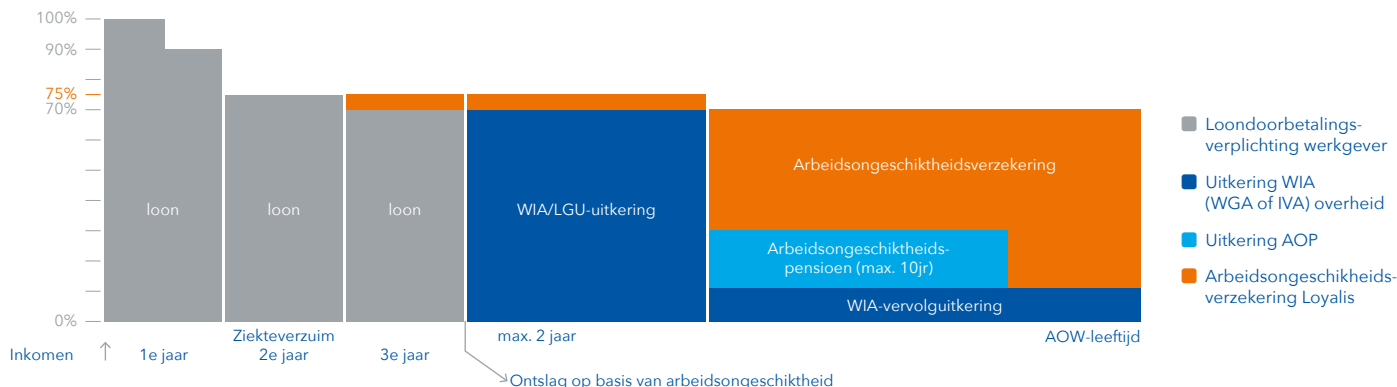 100%
90%
75%
70%
0%
Inkomen
loon
loon
loon
WIA/LGU-uitkering
Arbeidsongeschiktheidsverzekering
Arbeidsongeschiktheids-
pensioen (max. 10jr)
WIA-vervolguitkering
1e jaar
Ziekteverzuim
2e jaar
3e jaar
max. 2 jaar
AOW-leeftijd
Ontslag op basis van arbeidsongeschiktheid
Loondoorbetalings-
verplichting werkgever
Uitkering WIA
(WGA of IVA) overheid
Uitkering AOP
Arbeidsongeschikheids-
verzekering Loyalis